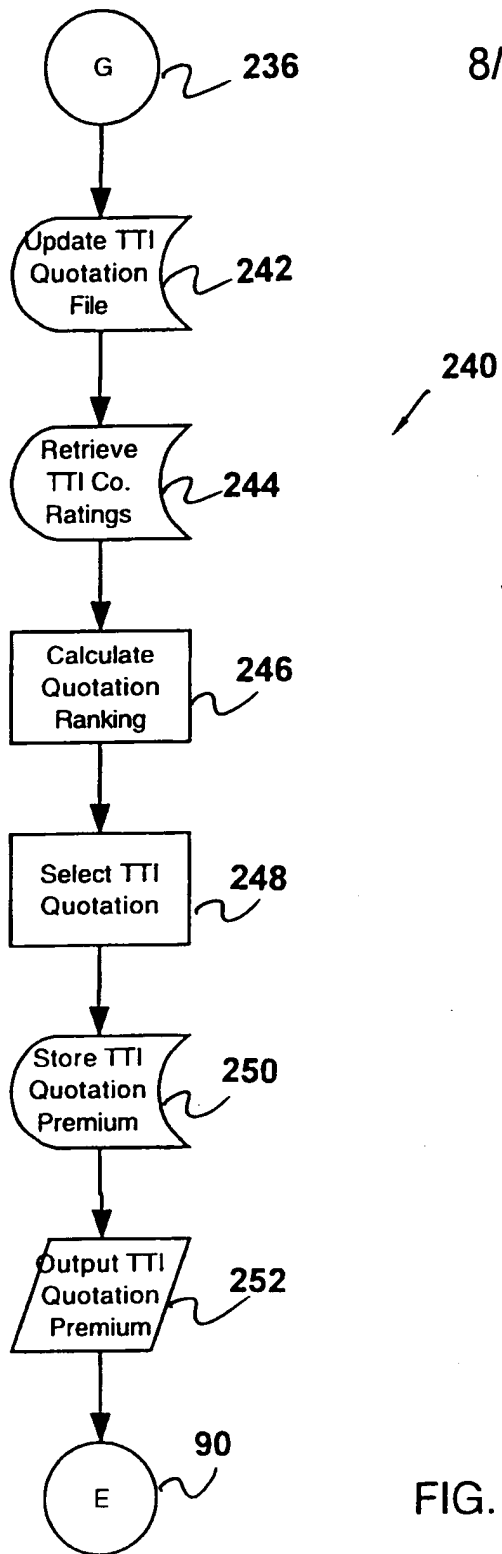 G
236
8/
Update TTI
Quotation
File
242
240
Retrieve
TTI Co.
Ratings
244
Calculate
Quotation
Ranking
246
Select TTI
Quotation
248
Store TTI
Quotation
Premium
250
Output TTI
Quotation
Premium
252
E
90
FIG.